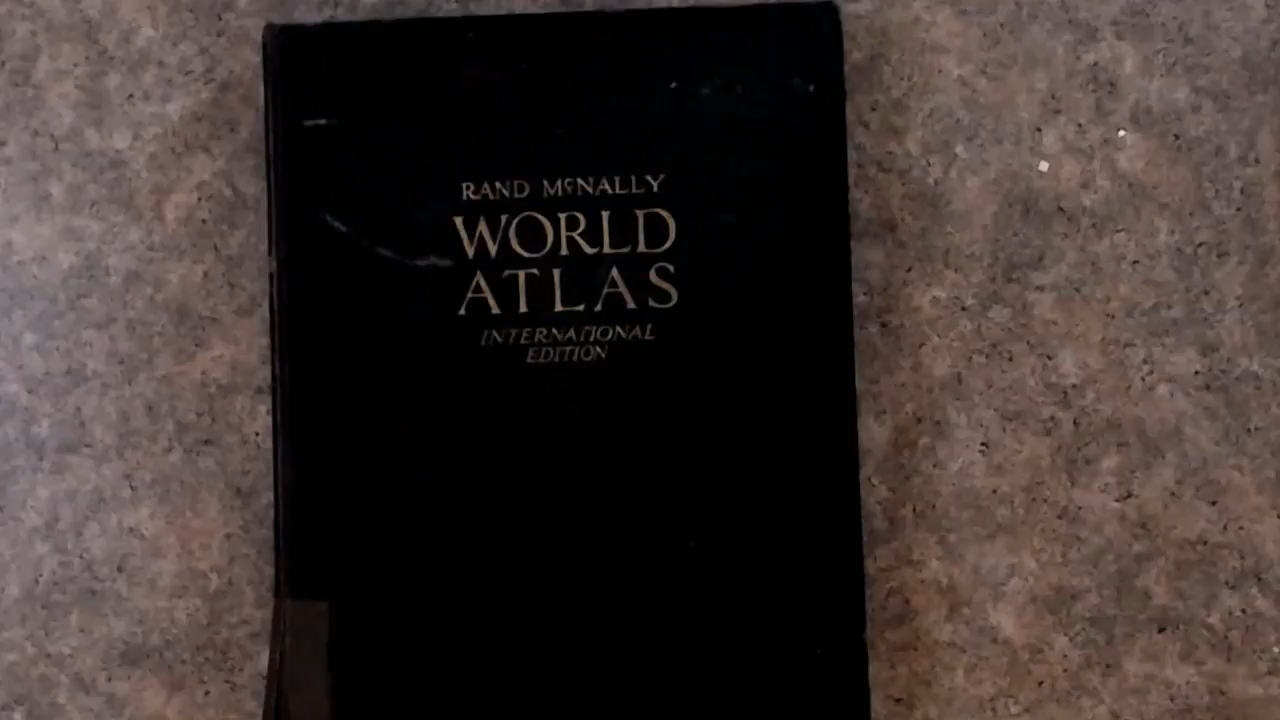 RAND McNALLY
WORLD
ATLAS
INTERNATIONAL
EDITION